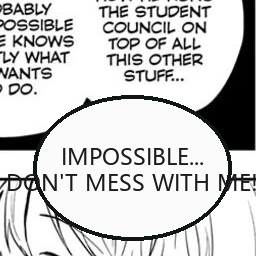 OBABLY
POSSIBLE
E KNOWS
TLY WHAT
WANTS
DO.
THE STUDENT
COUNCIL ON
TOP OF ALL
THIS OTHER
STUFF...
IMPOSSIBLE...
DON'T MESS WITH ME!